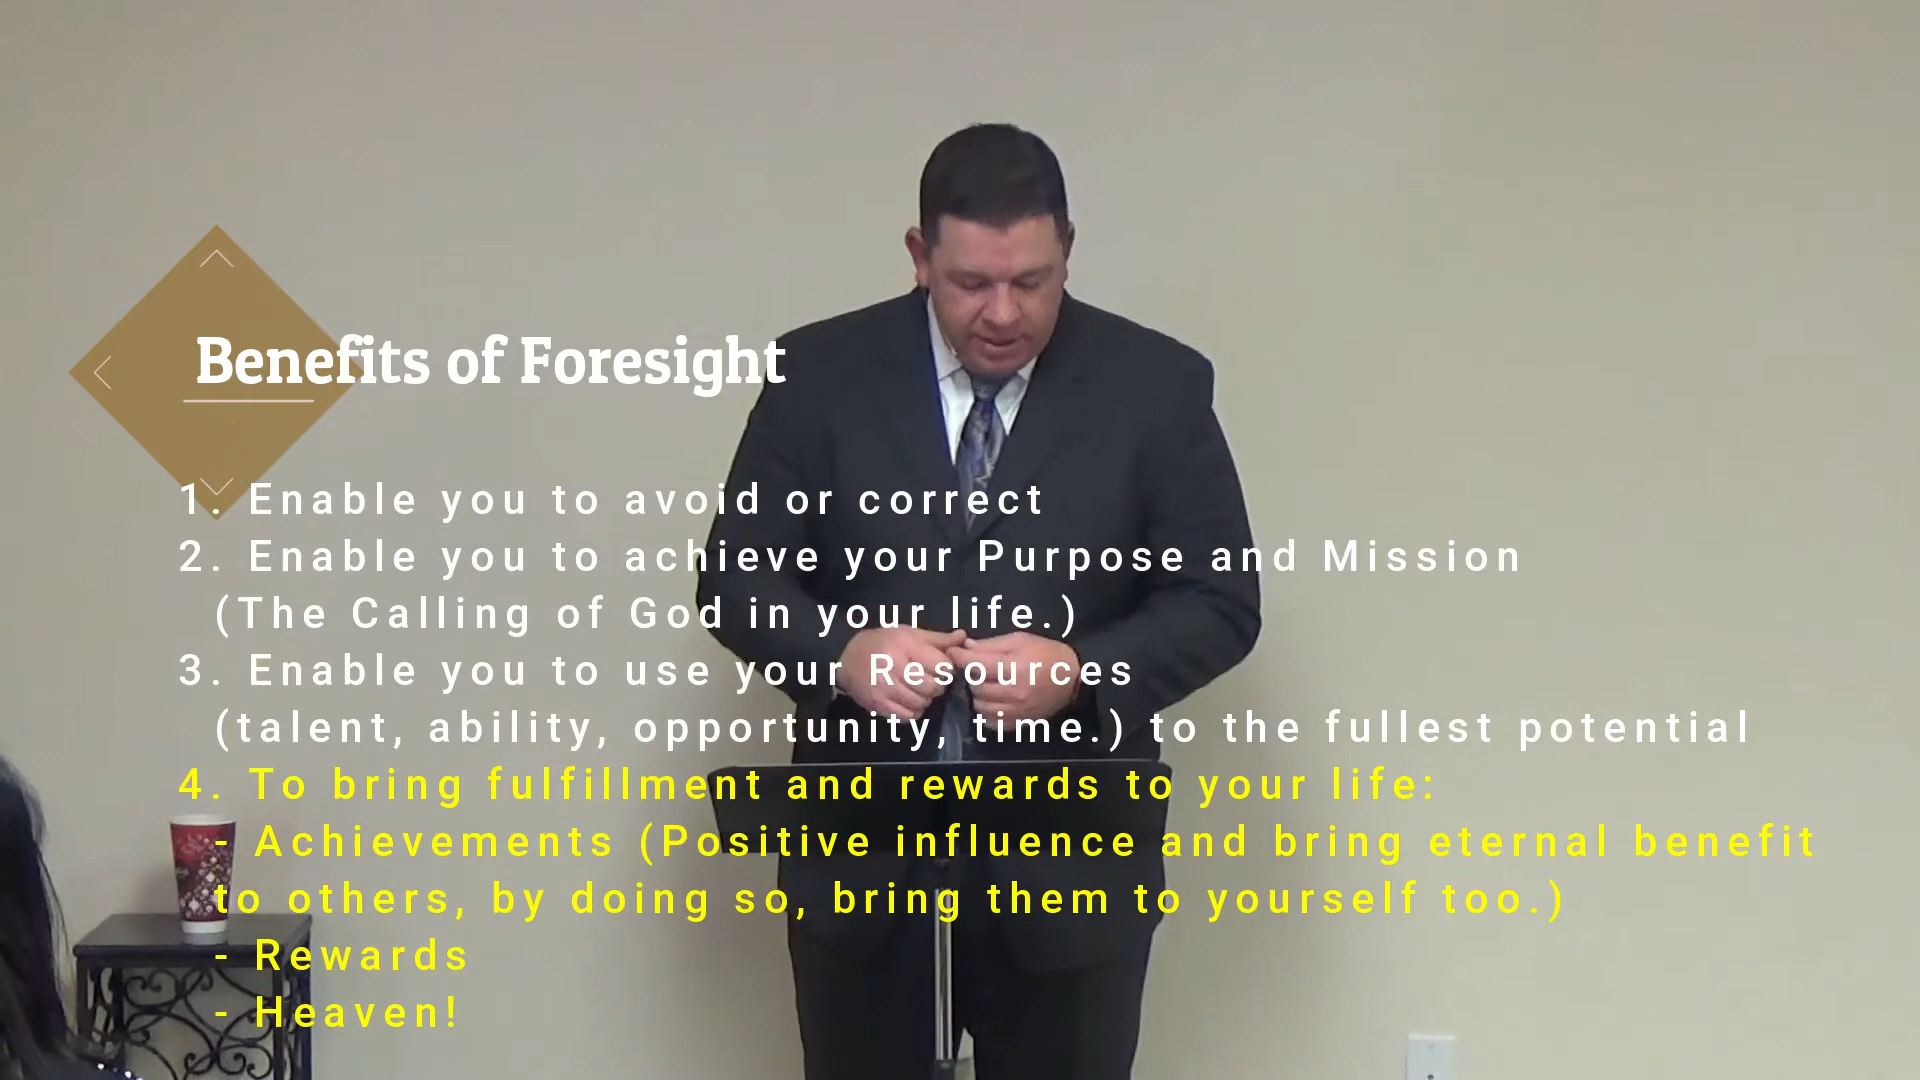 Benefits of Foresight
1. Enable you to avoid or correct
2. Enable you to achieve your Purpose and Mission
(The Calling of God in your life.)
3. Enable you to use your Resources
(talent, ability, opportunity, time.) to the fullest potential
4. To bring fulfillment and rewards to your life:
- Achievements (Positive influence and bring eternal benefit
to others, by doing so, bring them to yourself too.)
- Rewards
- Heaven!